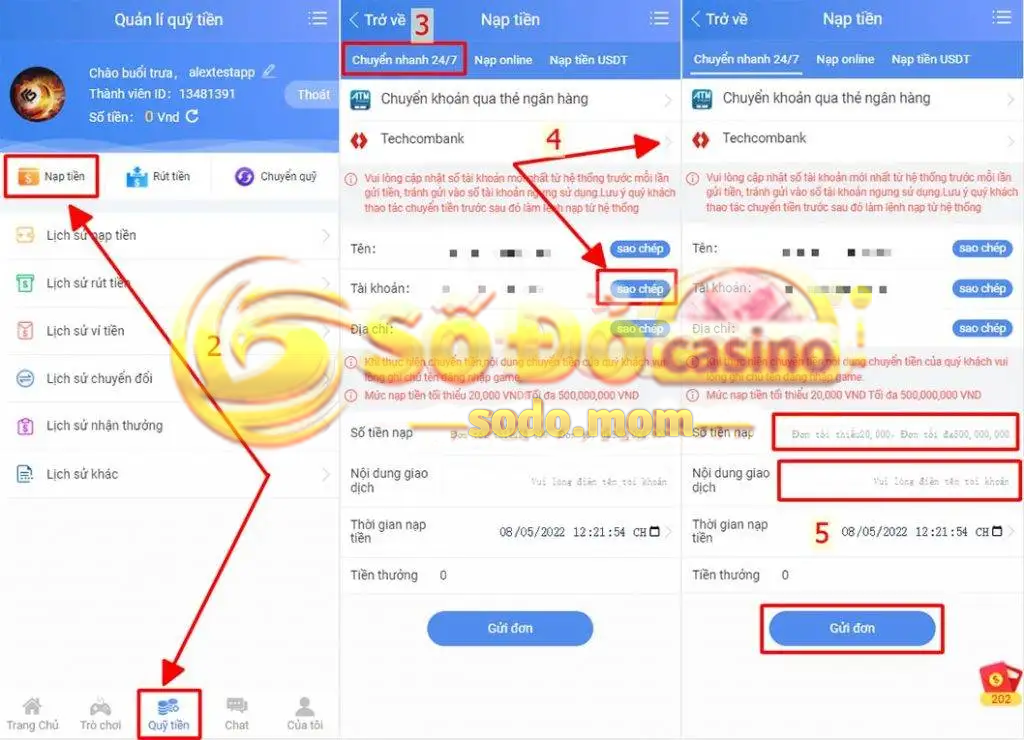 Quản lí quỹ tiền
Chào buổi trưa, alextestapp
Thành viên ID: 13481391
Số tiền: 0 Vnd
Thoát
Nạp tiền
Rút tiền
Chuyển quỹ
Lịch sử nạp tiền
Lịch sử rút tiền
Lịch sử ví tiền
Lịch sử chuyển đổi
Lịch sử nhận thưởng
Lịch sử khác
2
Trang Chủ
Trò chơi
Quỹ tiền
Chat
Của tôi
Trở về
3
Nạp tiền
Chuyển nhanh 24/7
Nạp online
Nạp tiền USDT
ATM
Chuyển khoản qua thẻ ngân hàng
Techcombank
4
Vui lòng cập nhật số tài khoản mới nhất từ hệ thống trước mỗi lần
gửi tiền, tránh gửi vào số tài khoản ngưng sử dụng.Lưu ý quý khách
thao tác chuyển tiền trước sau đó làm lệnh nạp từ hệ thống
Tên:
sao chép
Tài khoản:
sao chép
Địa chỉ:
sao chép
Khi thực hiện chuyển tiền nội dung chuyển tiền của quý khách vui
lòng ghi chú tên đăng nhập game.
Mức nạp tiền tối thiểu 20,000 VND Tối đa 500,000,000 VND
Số tiền nạp
Nội dung giao
dịch
Vui lòng điền tên tài khoản
Thời gian nạp
tiền
08/05/2022 12:21:54 CH
Tiền thưởng 0
Gửi đơn
Trở về
Nạp tiền
Chuyển nhanh 24/7
Nạp online
Nạp tiền USDT
ATM
Chuyển khoản qua thẻ ngân hàng
Techcombank
Vui lòng cập nhật số tài khoản mới nhất từ hệ thống trước mỗi lần
gửi tiền, tránh gửi vào số tài khoản ngưng sử dụng.Lưu ý quý khách
thao tác chuyển tiền trước sau đó làm lệnh nạp từ hệ thống
Tên:
sao chép
Tài khoản:
sao chép
Địa chỉ:
sao chép
Khi thực hiện chuyển tiền nội dung chuyển tiền của quý khách vui
lòng ghi chú tên đăng nhập game.
Mức nạp tiền tối thiểu 20,000 VND Tối đa 500,000,000 VND
Số tiền nạp
Đơn tối thiểu20,000, Đơn tối đa500,000,000
Nội dung giao
dịch
Vui lòng điền tên tài khoản
Thời gian nạp
tiền
5
08/05/2022 12:21:54 CH
Tiền thưởng 0
Gửi đơn
202
SỐ ĐỎ
casino
sodo.mom